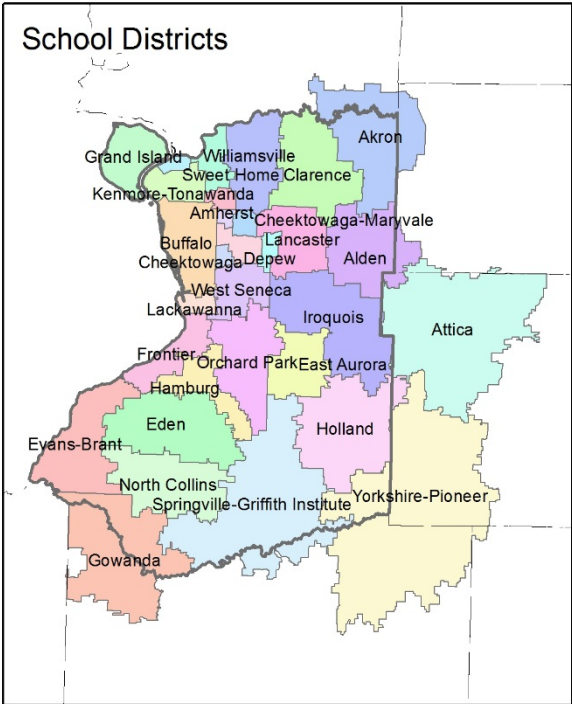 School Districts
Akron
Grand Island
Williamsville
Sweet Home
Clarence
Kenmore-Tonawanda
Amherst
Cheektowaga-Maryvale
Buffalo
Lancaster
Cheektowaga
Depew
Alden
West Seneca
Lackawanna
Iroquois
Attica
Frontier
Orchard Park
East Aurora
Hamburg
Eden
Holland
Evans-Brant
North Collins
Yorkshire-Pioneer
Springville-Griffith Institute
Gowanda